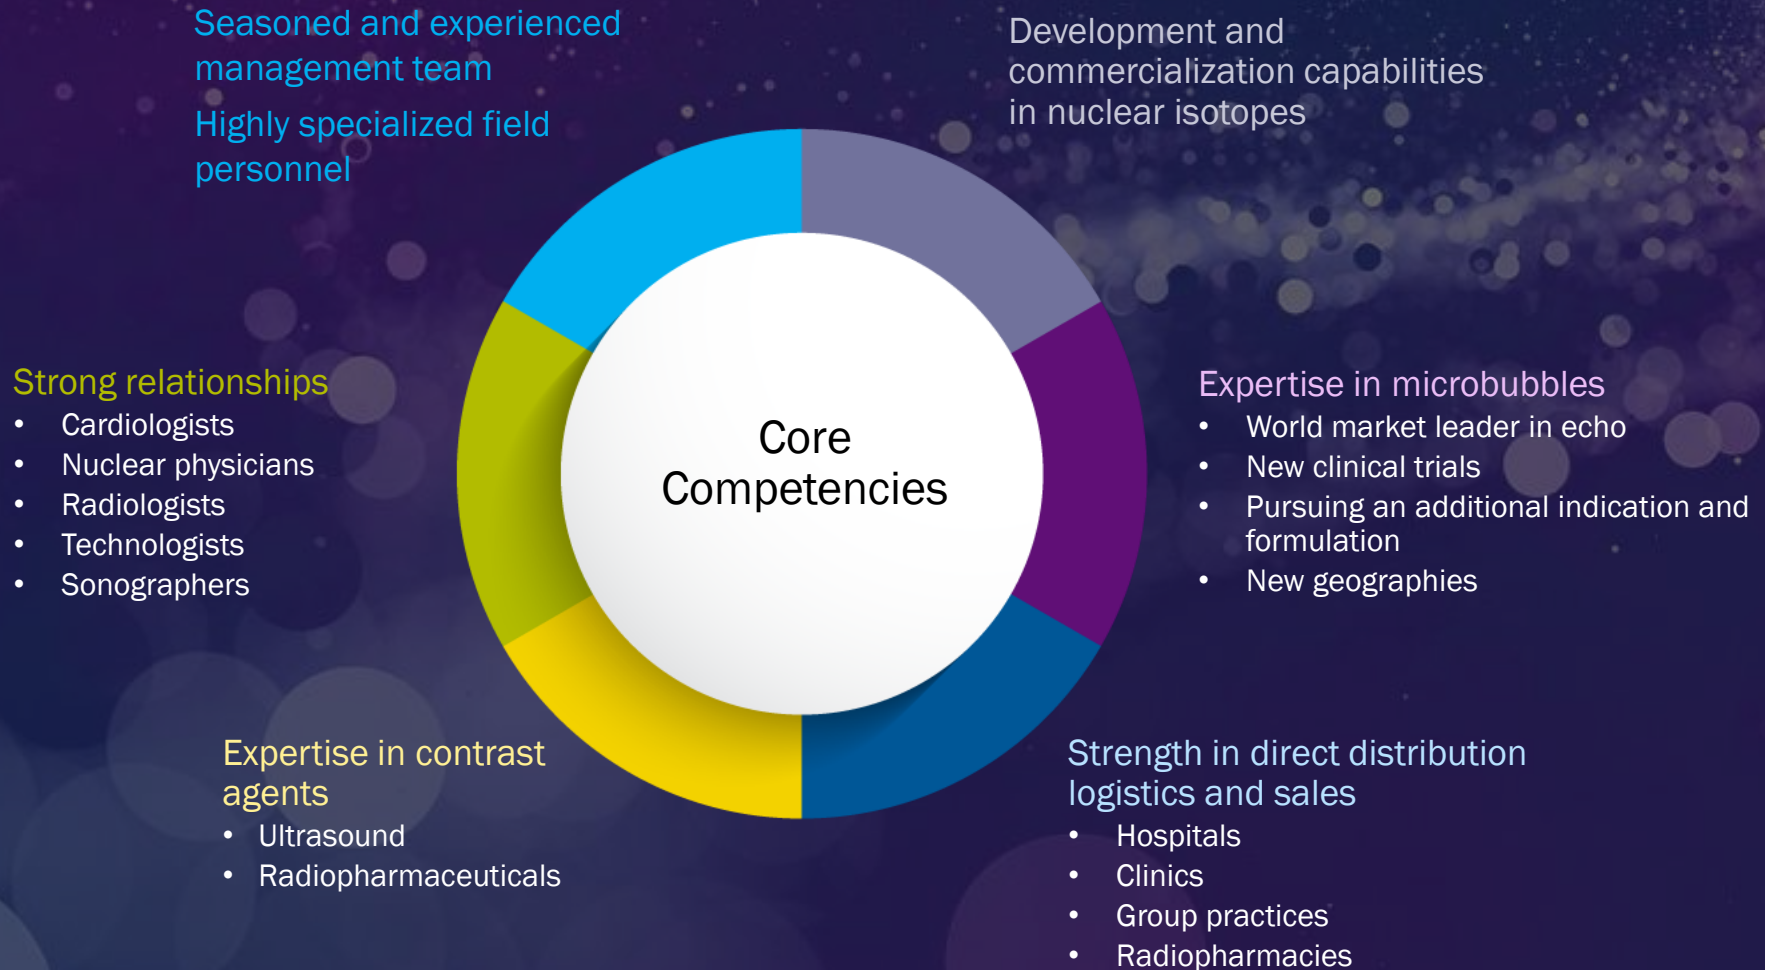 Seasoned and experienced
management team
Highly specialized field
personnel
Development and
commercialization capabilities
in nuclear isotopes
Strong relationships
• Cardiologists
• Nuclear physicians
• Radiologists
• Technologists
• Sonographers
Core
Competencies
Expertise in microbubbles
• World market leader in echo
• New clinical trials
• Pursuing an additional indication and
formulation
• New geographies
Expertise in contrast
agents
• Ultrasound
• Radiopharmaceuticals
Strength in direct distribution
logistics and sales
• Hospitals
• Clinics
• Group practices
• Radiopharmacies